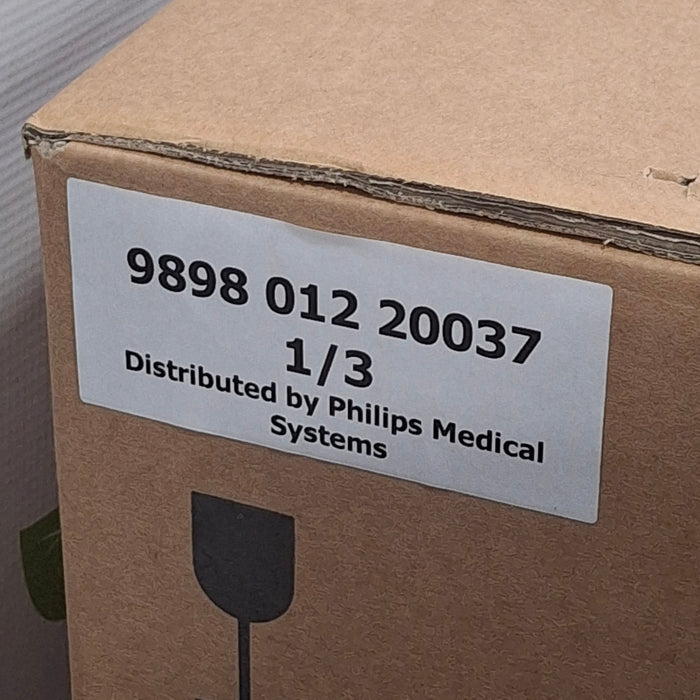 9898 012 20037
1/3
Distributed by Philips Medical
Systems